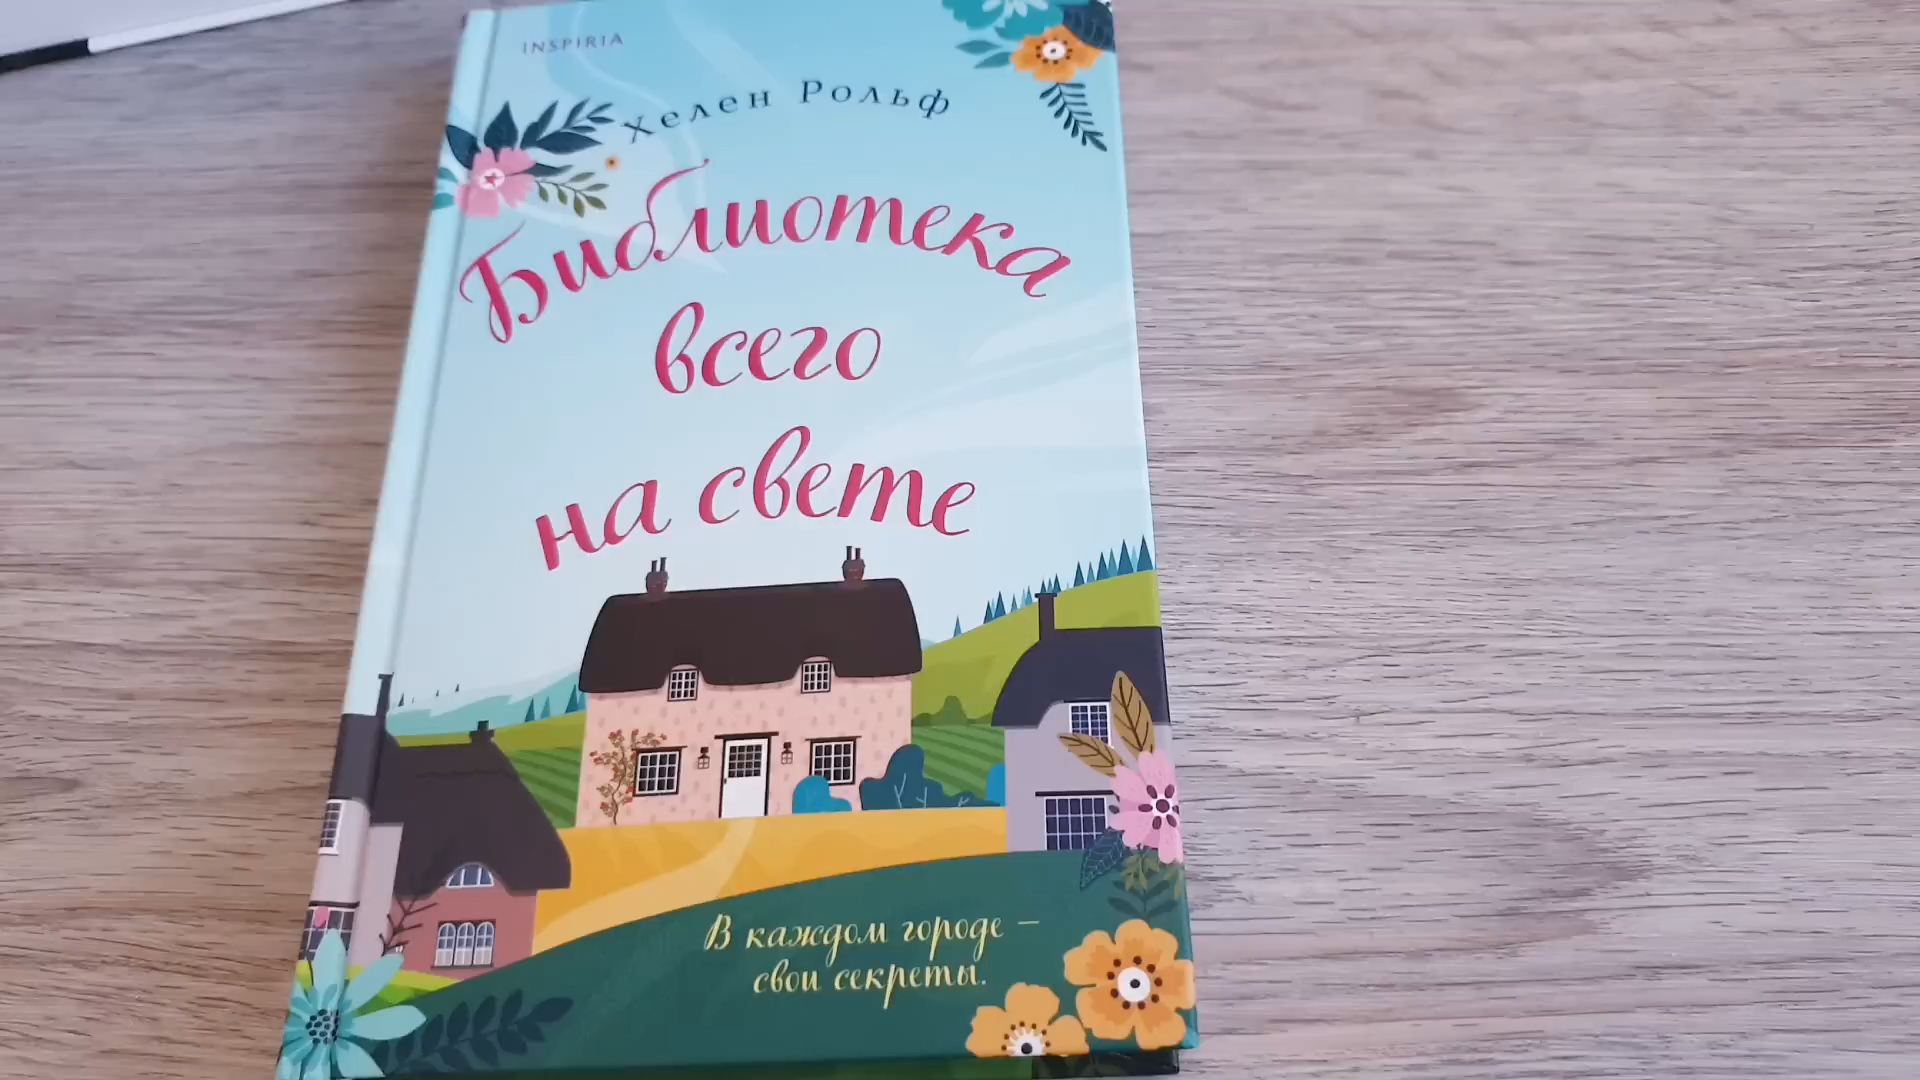 INSPIRIA
Хелен Рольф
Библиотека
всего
на свете
В каждом городе –
свои секреты.